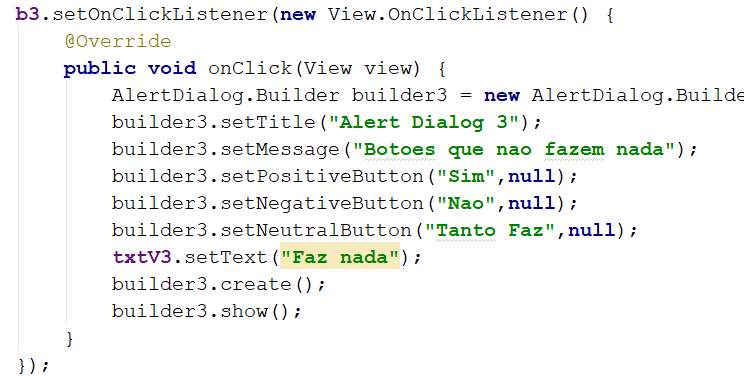 b3.setOnClickListener(new View.OnClickListener() {
@Override
public void onClick(View view) {
AlertDialog.Builder builder3 = new AlertDialog.Builde
builder3.setTitle("Alert Dialog 3");
builder3.setMessage("Botoes que nao fazem nada");
builder3.setPositiveButton("Sim",null);
builder3.setNegativeButton("Nao",null);
builder3.setNeutralButton("Tanto Faz",null);
txtV3.setText("Faz nada");
builder3.create();
builder3.show();
}
});